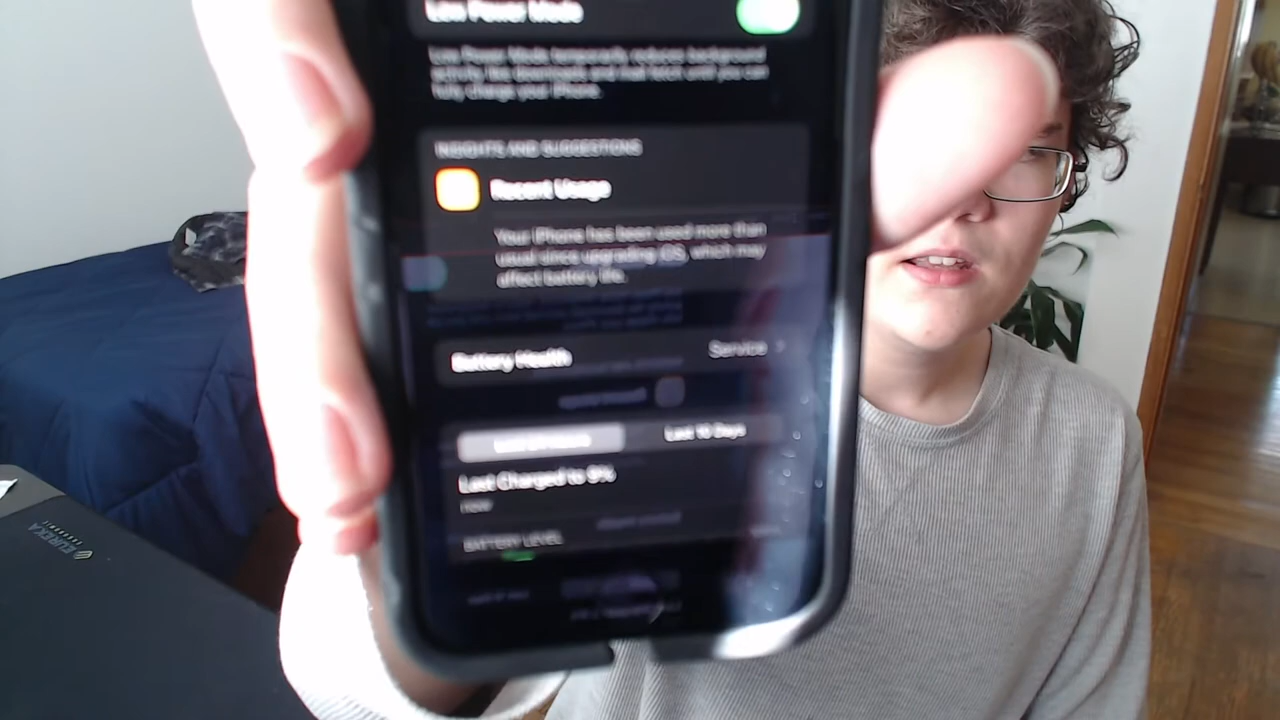 Low Power Mode
Low Power Mode temporarily reduces background
activity like downloads and mail fetch until you can
fully charge your iPhone.
INSIGHTS AND SUGGESTIONS
Recent Usage
Your iPhone has been used more than
usual since upgrading iOS, which may
affect battery life.
Battery Health
Service
Last 10 Days
Last Charged to 9%
now
BATTERY LEVEL
EUREKA
ERGONOMIC